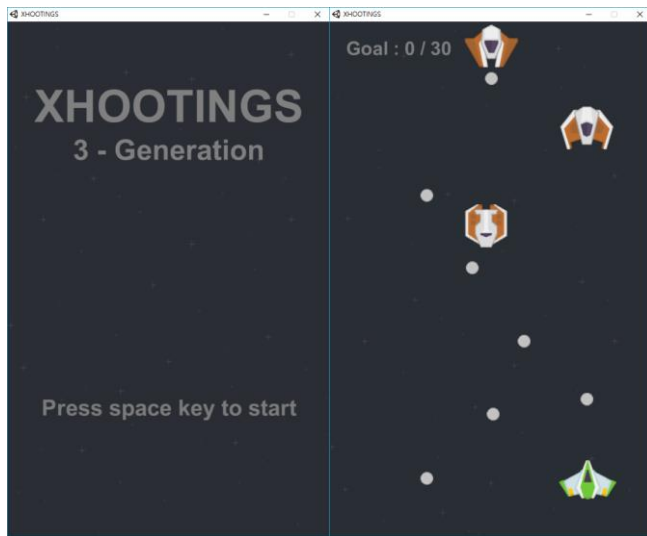 XHOOTINGS
XHOOTINGS
3 - Generation
Press space key to start
XHOOTINGS
Goal : 0 / 30